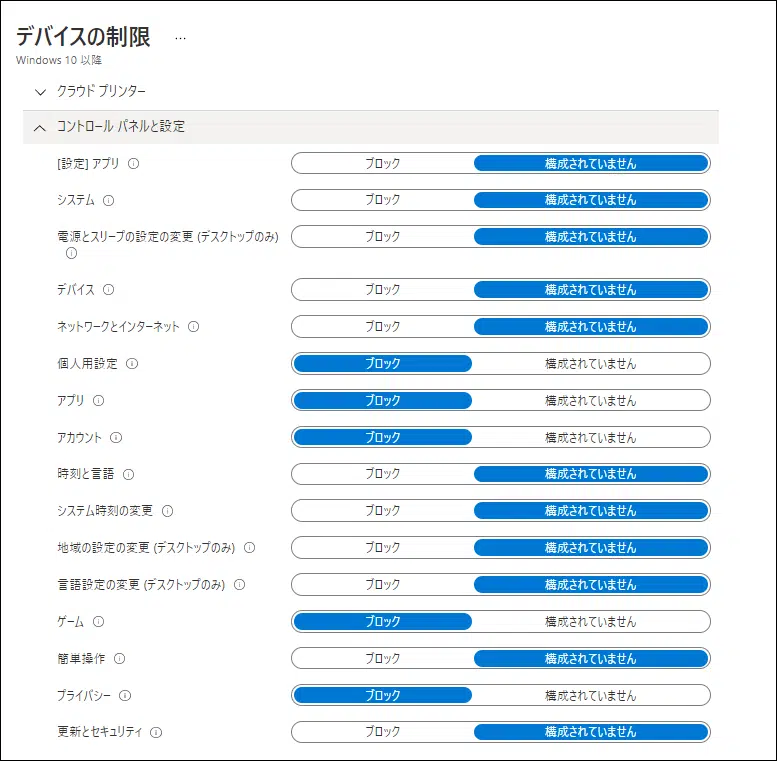 デバイスの制限 …
Windows 10 以降
クラウド プリンター
コントロール パネルと設定
[設定] アプリ ブロック 構成されていません
システム ブロック 構成されていません
電源とスリープの設定の変更 (デスクトップのみ) ブロック 構成されていません
デバイス ブロック 構成されていません
ネットワークとインターネット ブロック 構成されていません
個人用設定 ブロック 構成されていません
アプリ ブロック 構成されていません
アカウント ブロック 構成されていません
時刻と言語 ブロック 構成されていません
システム時刻の変更 ブロック 構成されていません
地域の設定の変更 (デスクトップのみ) ブロック 構成されていません
言語設定の変更 (デスクトップのみ) ブロック 構成されていません
ゲーム ブロック 構成されていません
簡単操作 ブロック 構成されていません
プライバシー ブロック 構成されていません
更新とセキュリティ ブロック 構成されていません